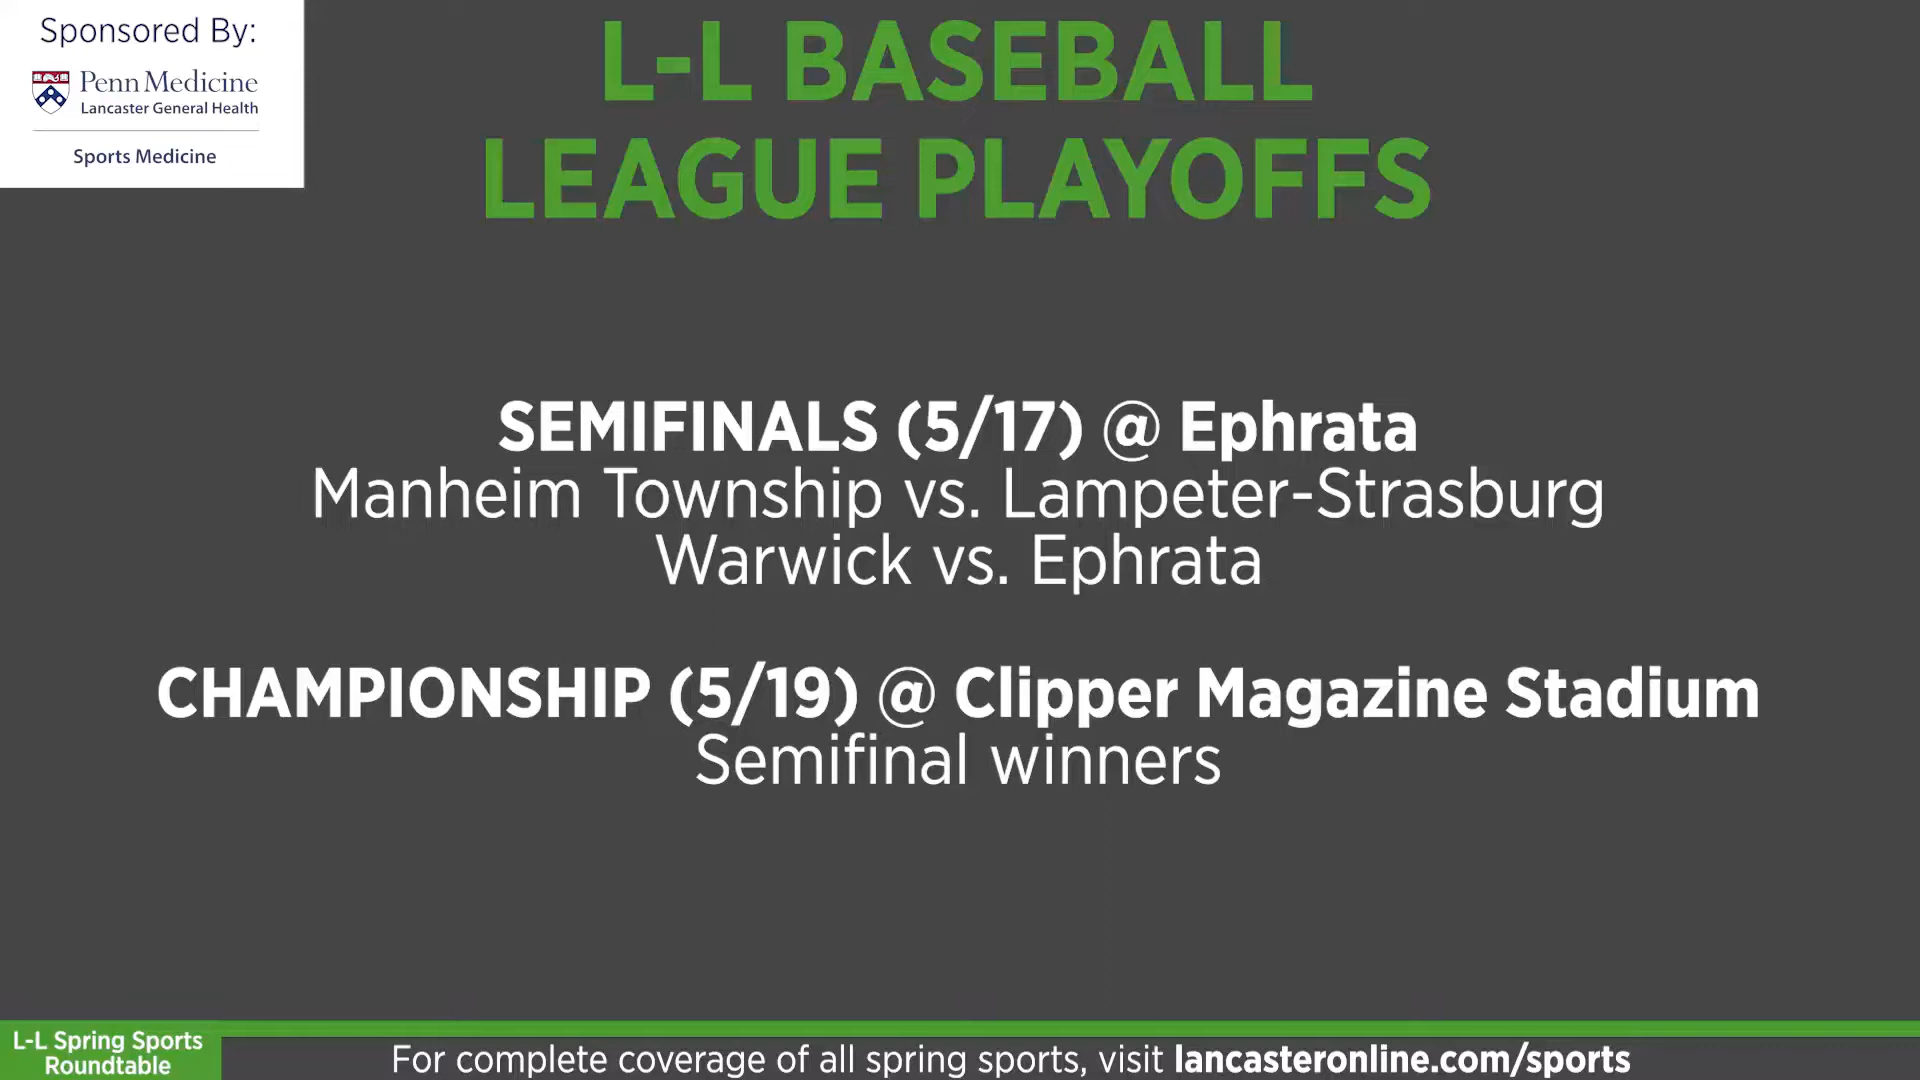 Sponsored By:
Penn Medicine
Lancaster General Health
Sports Medicine
L-L BASEBALL
LEAGUE PLAYOFFS
SEMIFINALS (5/17) @ Ephrata
Manheim Township vs. Lampeter-Strasburg
Warwick vs. Ephrata
CHAMPIONSHIP (5/19) @ Clipper Magazine Stadium
Semifinal winners
L-L Spring Sports
Roundtable
For complete coverage of all spring sports, visit lancasteronline.com/sports